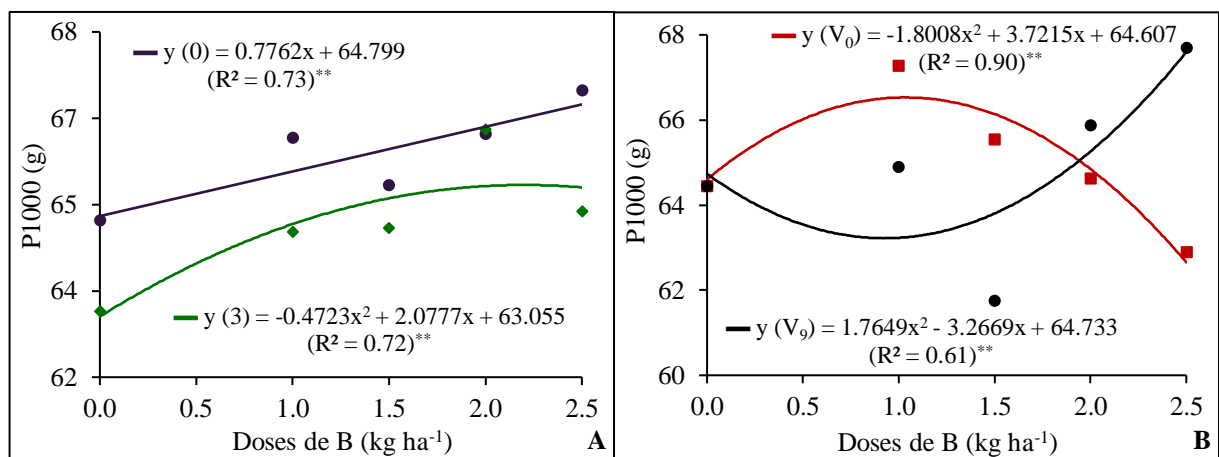 68
67
65
64
62
P1000 (g)
y (0) = 0.7762x + 64.799
(R² = 0.73)**
y (3) = -0.4723x² + 2.0777x + 63.055
(R² = 0.72)**
0.0 0.5 1.0 1.5 2.0 2.5
Doses de B (kg ha⁻¹)
A
B
68
66
64
62
60
P1000 (g)
y (V₀) = -1.8008x² + 3.7215x + 64.607
(R² = 0.90)**
y (V₉) = 1.7649x² - 3.2669x + 64.733
(R² = 0.61)**
0.0 0.5 1.0 1.5 2.0 2.5
Doses de B (kg ha⁻¹)
B